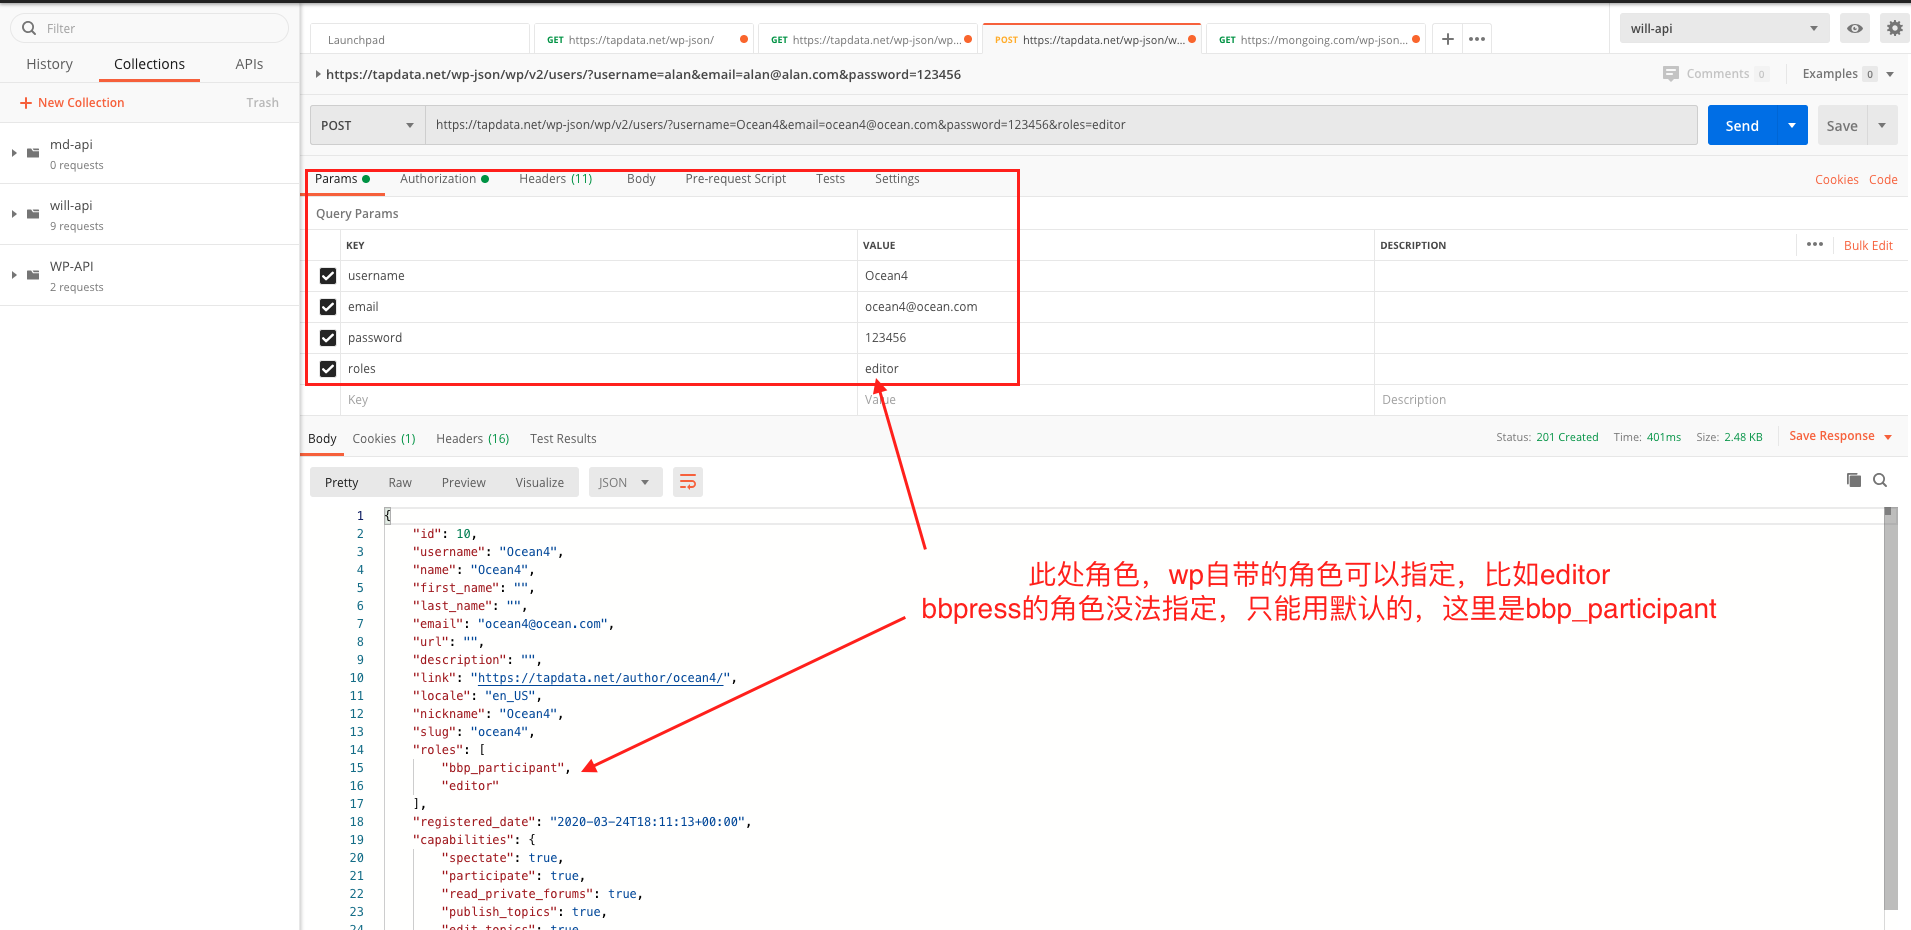 Filter
History Collections APIs
+ New Collection Trash
md-api
0 requests
will-api
9 requests
WP-API
2 requests
Launchpad
GET https://tapdata.net/wp-json/
GET https://tapdata.net/wp-json/wp...
POST https://tapdata.net/wp-json/w...
GET https://mongoing.com/wp-json...
will-api
https://tapdata.net/wp-json/wp/v2/users/?username=alan&email=alan@alan.com&password=123456
Comments 0 Examples 0
POST https://tapdata.net/wp-json/wp/v2/users/?username=Ocean4&email=ocean4@ocean.com&password=123456&roles=editor
Send Save
Params Authorization Headers (11) Body Pre-request Script Tests Settings Cookies Code
Query Params
KEY VALUE DESCRIPTION ••• Bulk Edit
username Ocean4
email ocean4@ocean.com
password 123456
roles editor
Key Value Description
Body Cookies (1) Headers (16) Test Results Status: 201 Created Time: 401ms Size: 2.48 KB Save Response
Pretty Raw Preview Visualize JSON
1 {
2 "id": 10,
3 "username": "Ocean4",
4 "name": "Ocean4",
5 "first_name": "",
6 "last_name": "",
7 "email": "ocean4@ocean.com",
8 "url": "",
9 "description": "",
10 "link": "https://tapdata.net/author/ocean4/",
11 "locale": "en_US",
12 "nickname": "Ocean4",
13 "slug": "ocean4",
14 "roles": [
15 "bbp_participant",
16 "editor"
17 ],
18 "registered_date": "2020-03-24T18:11:13+00:00",
19 "capabilities": {
20 "spectate": true,
21 "participate": true,
22 "read_private_forums": true,
23 "publish_topics": true,
24 "edit_topics": true
此处角色，wp自带的角色可以指定，比如editor
bbpress的角色没法指定，只能用默认的，这里是bbp_participant